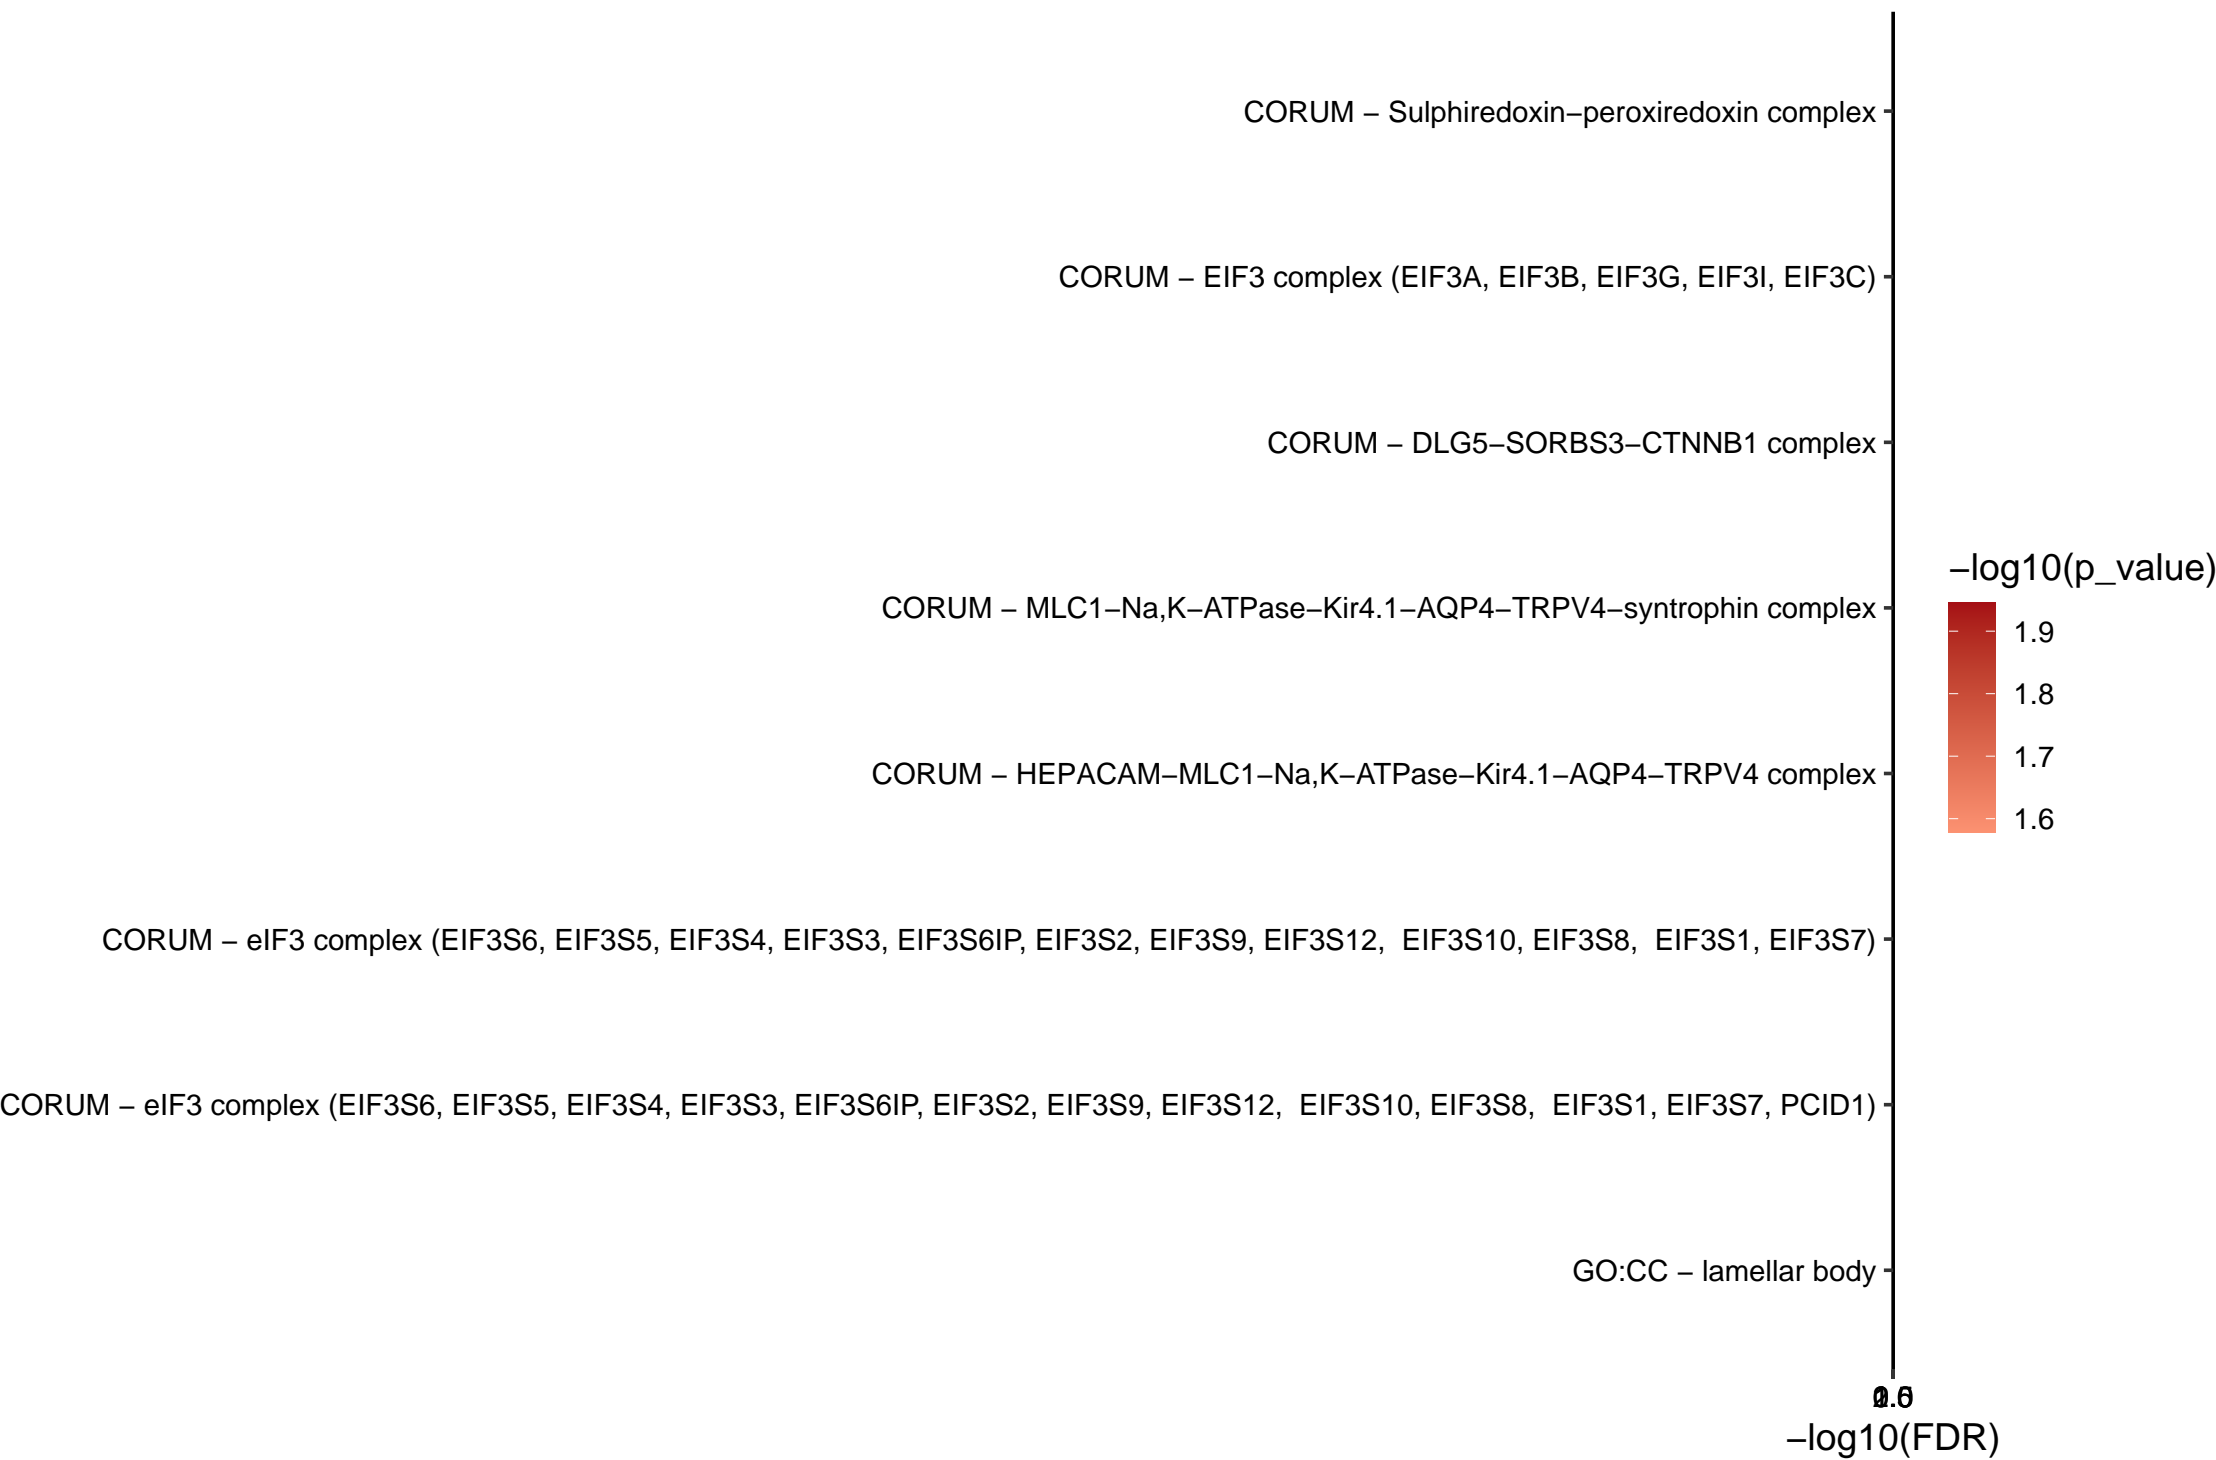 CORUM – Sulphiredoxin–peroxiredoxin complex
CORUM – EIF3 complex (EIF3A, EIF3B, EIF3G, EIF3I, EIF3C)
CORUM – DLG5–SORBS3–CTNNB1 complex
CORUM – MLC1–Na,K–ATPase–Kir4.1–AQP4–TRPV4–syntrophin complex
CORUM – HEPACAM–MLC1–Na,K–ATPase–Kir4.1–AQP4–TRPV4 complex
CORUM – eIF3 complex (EIF3S6, EIF3S5, EIF3S4, EIF3S3, EIF3S6IP, EIF3S2, EIF3S9, EIF3S12,  EIF3S10, EIF3S8,  EIF3S1, EIF3S7)
CORUM – eIF3 complex (EIF3S6, EIF3S5, EIF3S4, EIF3S3, EIF3S6IP, EIF3S2, EIF3S9, EIF3S12,  EIF3S10, EIF3S8,  EIF3S1, EIF3S7, PCID1)
GO:CC – lamellar body
–log10(FDR)
–log10(p_value)
1.9
1.8
1.7
1.6